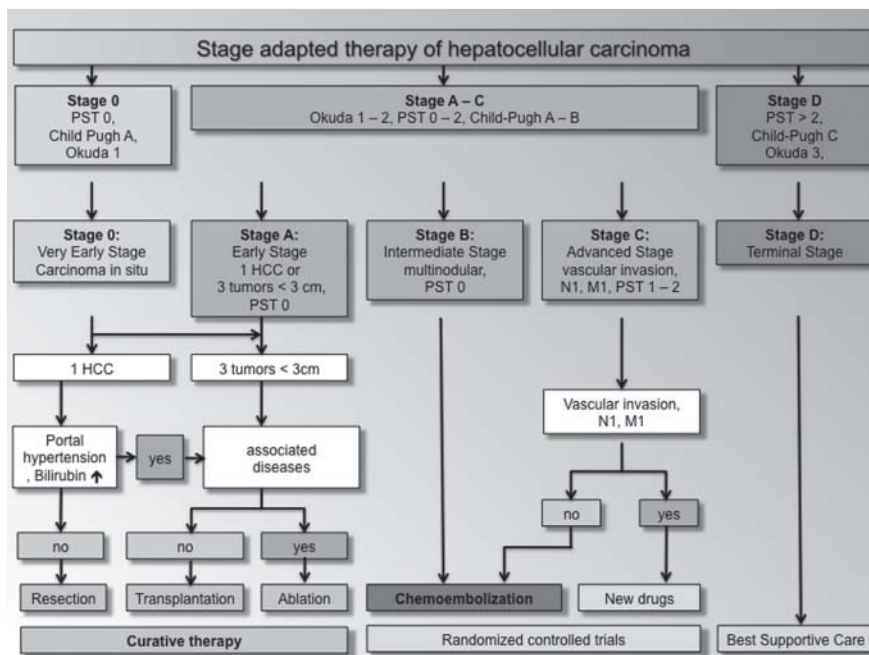 Stage adapted therapy of hepatocellular carcinoma
Stage 0
PST 0,
Child Pugh A,
Okuda 1
Stage A – C
Okuda 1 – 2, PST 0 – 2, Child-Pugh A – B
Stage D
PST > 2,
Child-Pugh C
Okuda 3,
Stage 0:
Very Early Stage
Carcinoma in situ
Stage A:
Early Stage
1 HCC or
3 tumors < 3 cm,
PST 0
Stage B:
Intermediate Stage
multinodular,
PST 0
Stage C:
Advanced Stage
vascular invasion,
N1, M1, PST 1 – 2
Stage D:
Terminal Stage
1 HCC
3 tumors < 3cm
Vascular invasion,
N1, M1
Portal
hypertension
, Bilirubin ↑
yes
associated
diseases
no
yes
no
no
yes
Resection
Transplantation
Ablation
Chemoembolization
New drugs
Curative therapy
Randomized controlled trials
Best Supportive Care